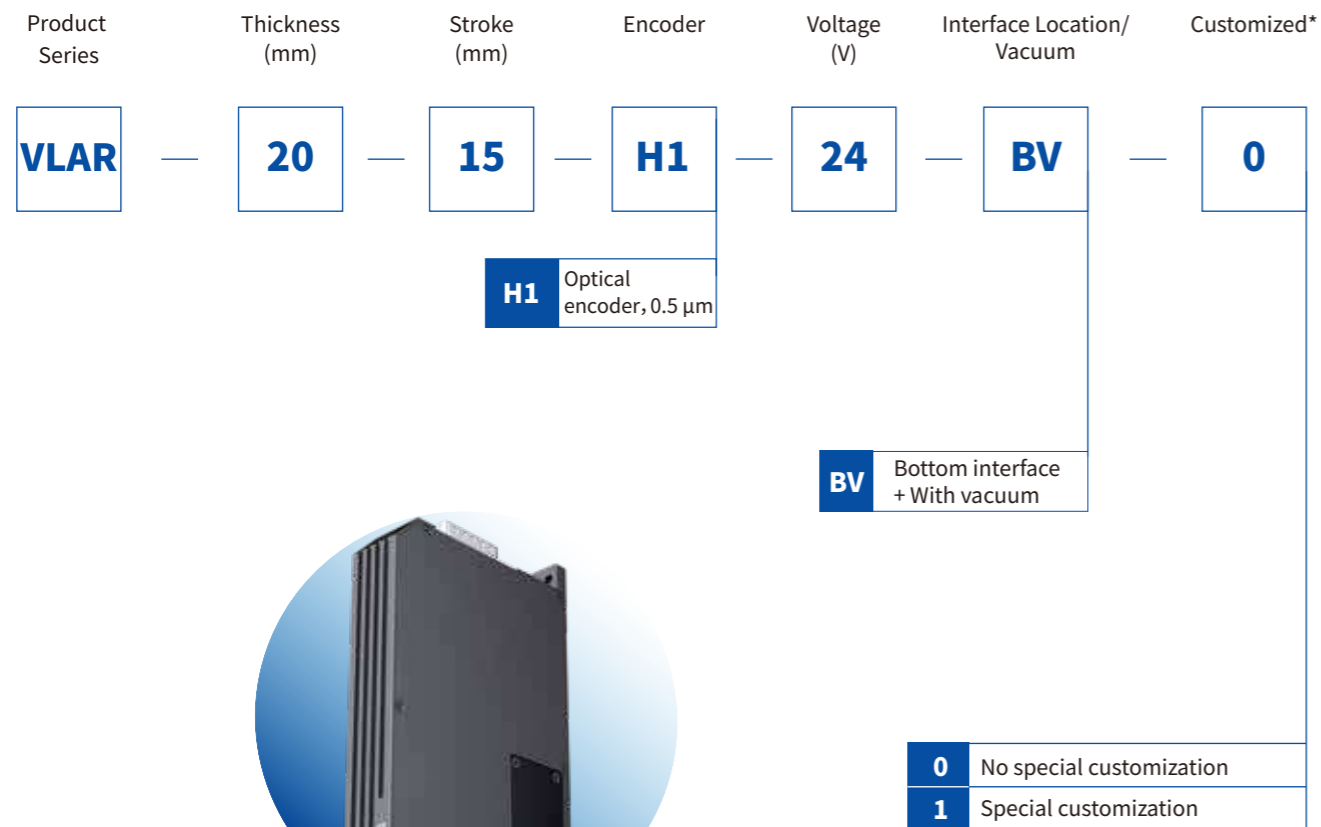 Product
Series
Thickness
(mm)
Stroke
(mm)
Encoder
Voltage
(V)
Interface Location/
Vacuum
Customized*
VLAR — 20 — 15 — H1 — 24 — BV — 0
H1
Optical
encoder，0.5 μm
BV
Bottom interface
+ With vacuum
0 No special customization
1 Special customization